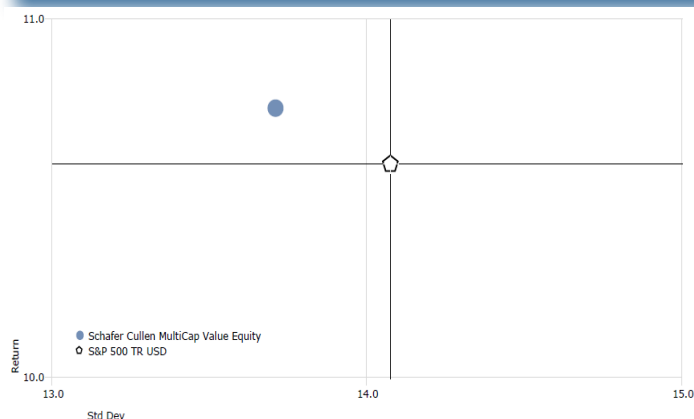 11.0
Schafer Cullen MultiCap Value Equity
S&P 500 TR USD
Return
10.0
13.0 14.0 15.0
Std Dev